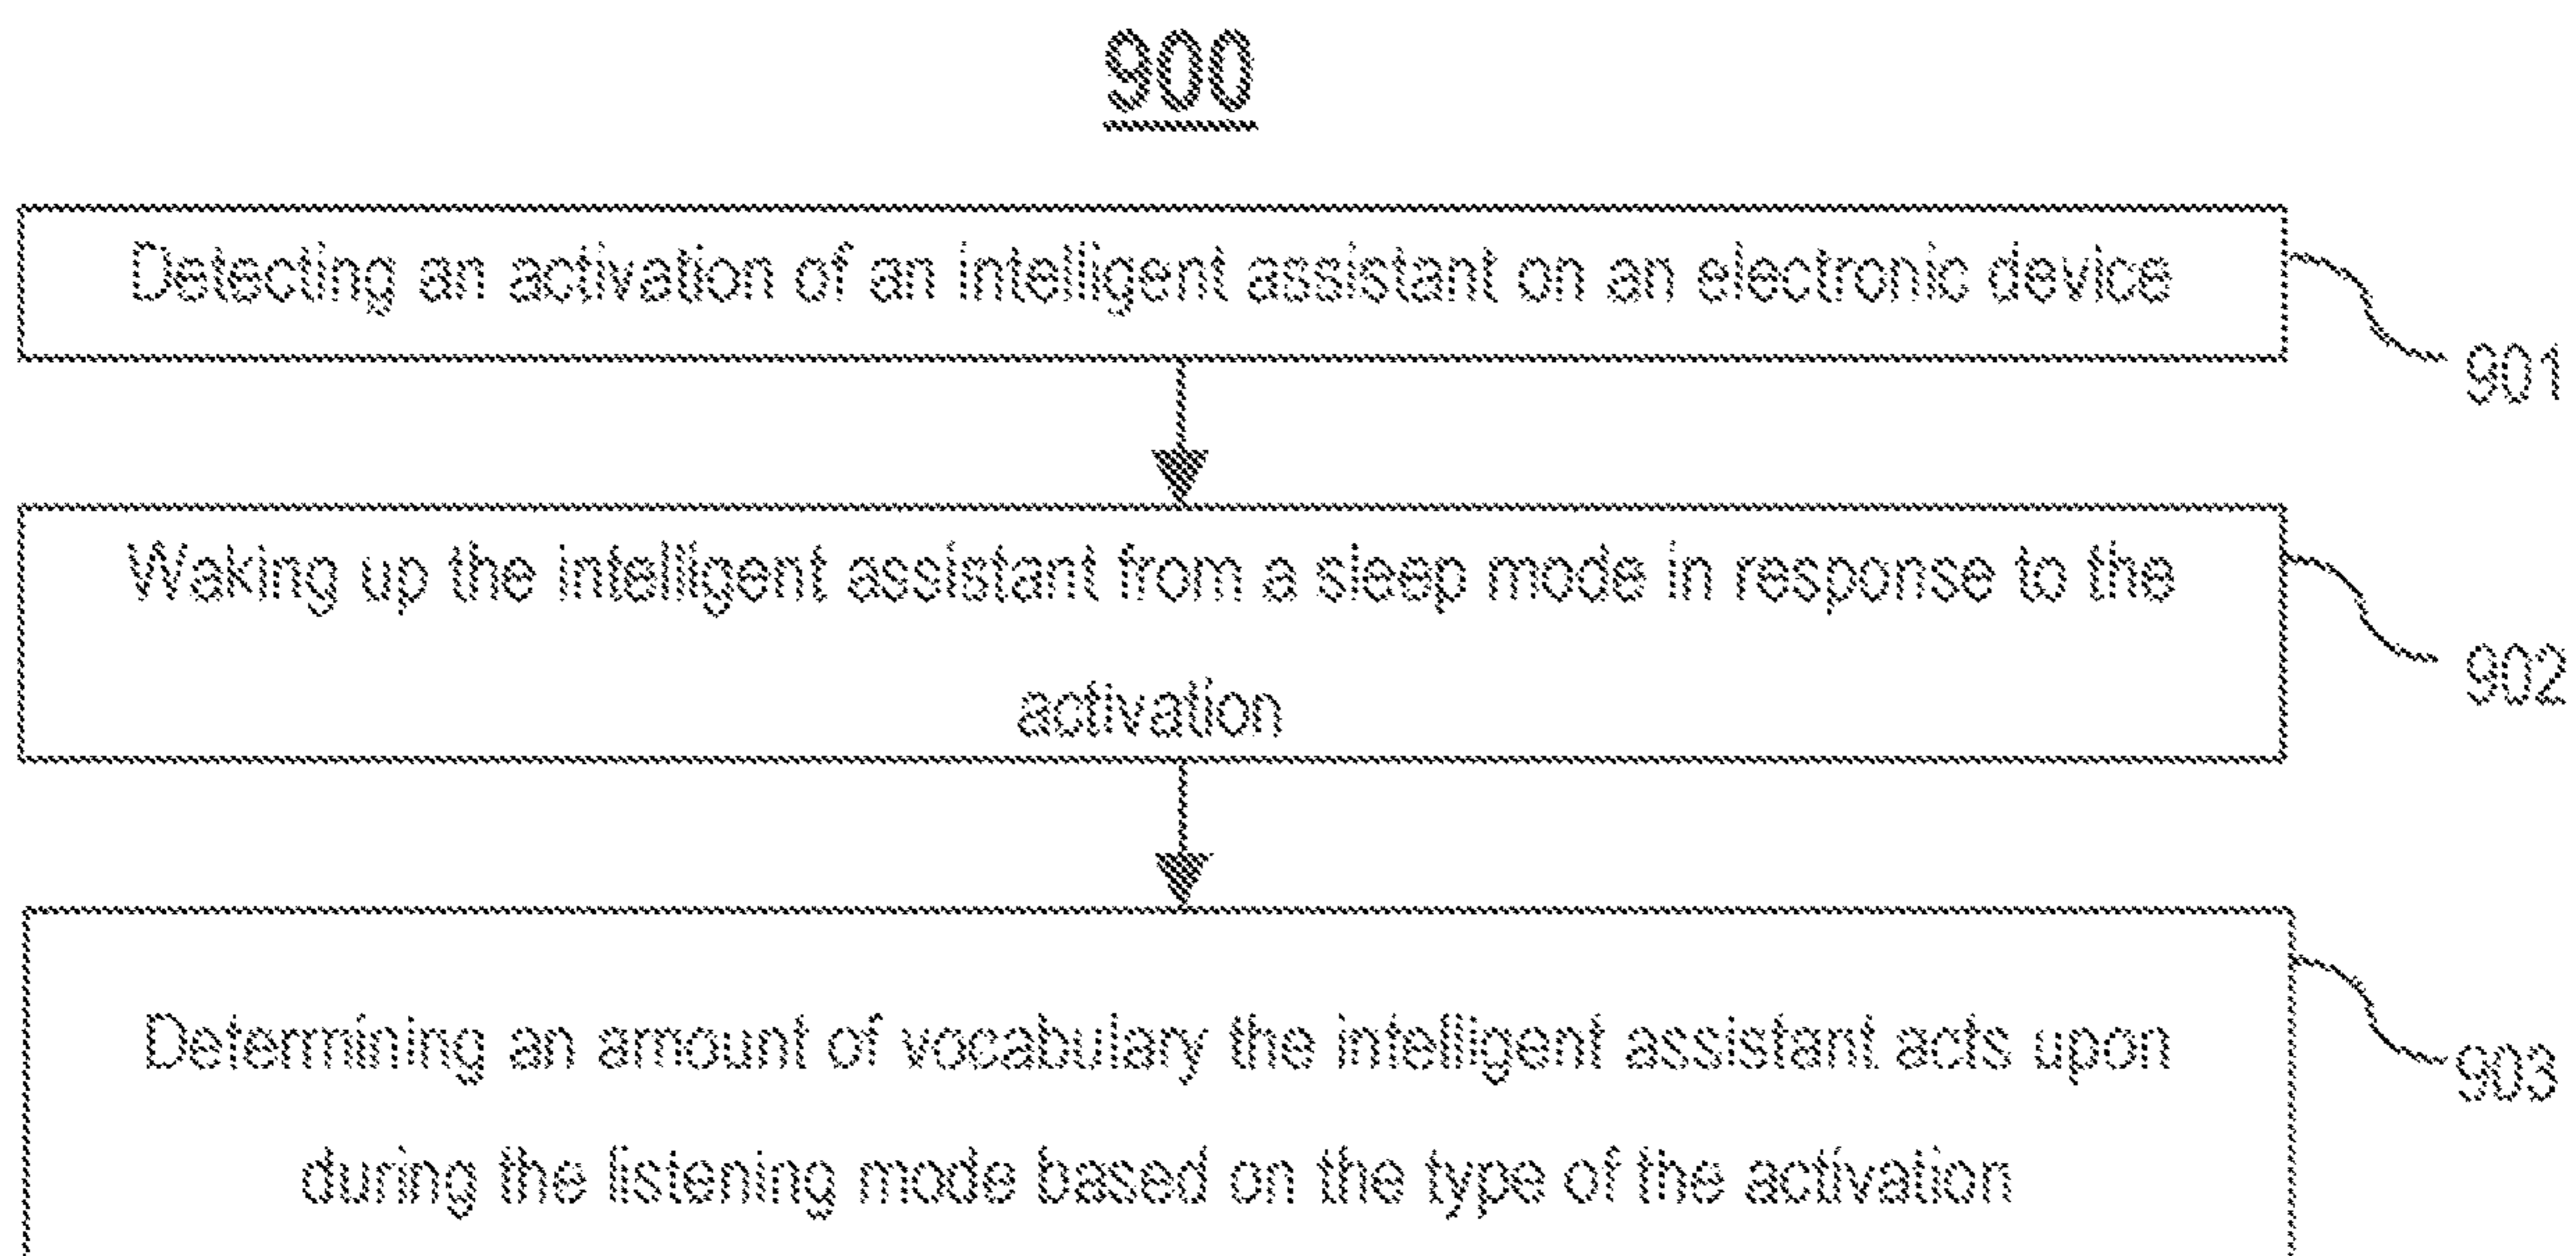 900
Detecting an activation of an intelligent assistant on an electronic device
901
Waking up the intelligent assistant from a sleep mode in response to the
902
activation
Determining an amount of vocabulary the intelligent assistant acts upon
903
during the listening mode based on the type of the activation